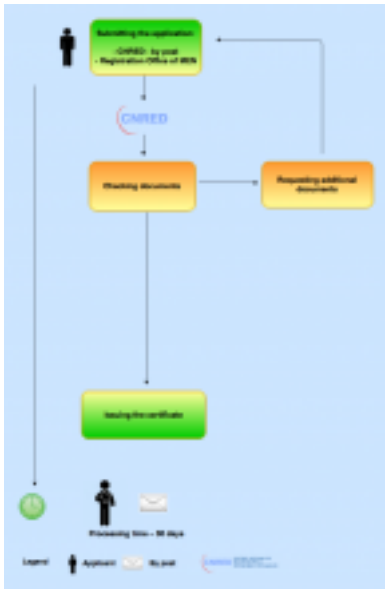 Submitting the application
- CNRED - by post
- Registration Office of MEN
CNRED
Checking documents
Requesting additional
documents
Issuing the certificate
Processing time – 30 days
Legend
Applicant
By post